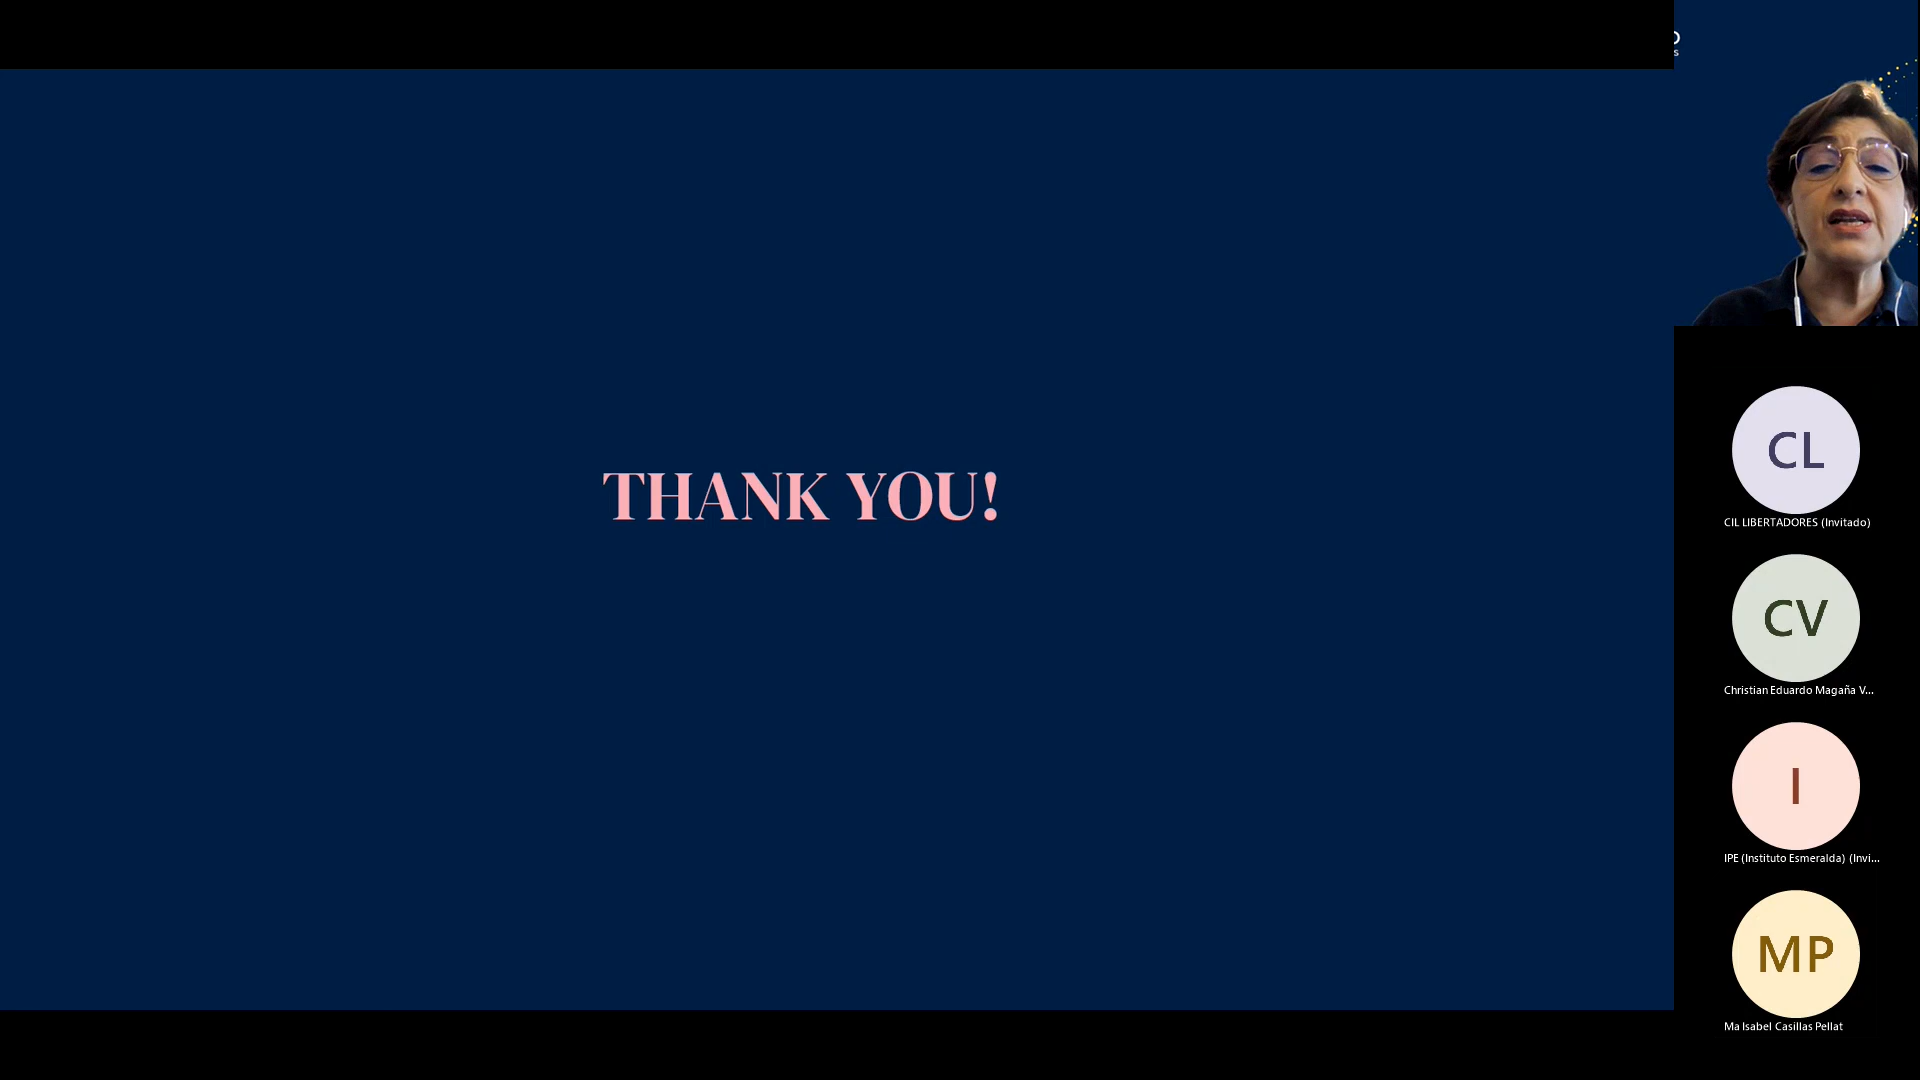 THANK YOU!
CL
CIL LIBERTADORES (Invitado)
CV
Christian Eduardo Magaña V...
I
IPE (Instituto Esmeralda) (Invi...
MP
Ma Isabel Casillas Pellat